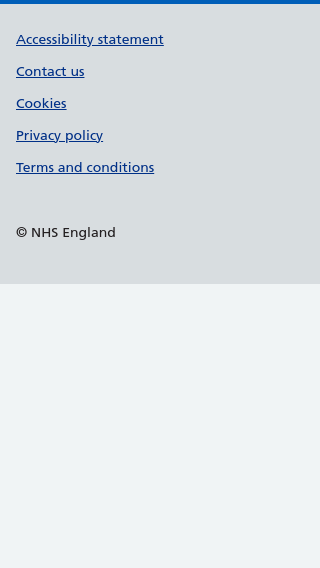 Accessibility statement
Contact us
Cookies
Privacy policy
Terms and conditions
© NHS England